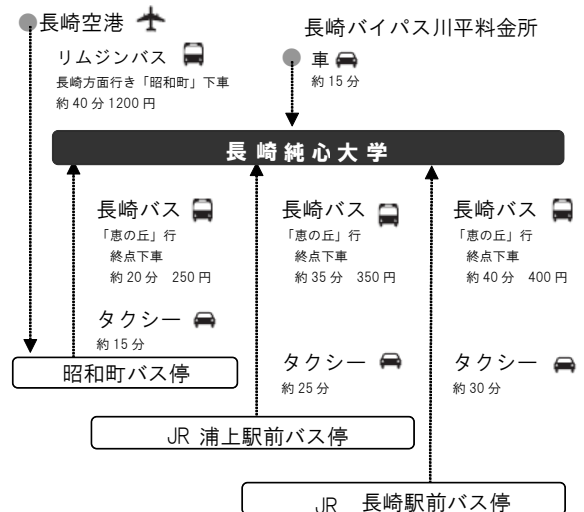 長崎空港
リムジンバス
長崎方面行き「昭和町」下車
約40分1200円
長崎バイパス川平料金所
車
約15分
長崎純心大学
長崎バス
「恵の丘」行
終点下車
約20分 250円
タクシー
約15分
昭和町バス停
長崎バス
「恵の丘」行
終点下車
約35分 350円
タクシー
約25分
JR 浦上駅前バス停
長崎バス
「恵の丘」行
終点下車
約40分 400円
タクシー
約30分
JR 長崎駅前バス停